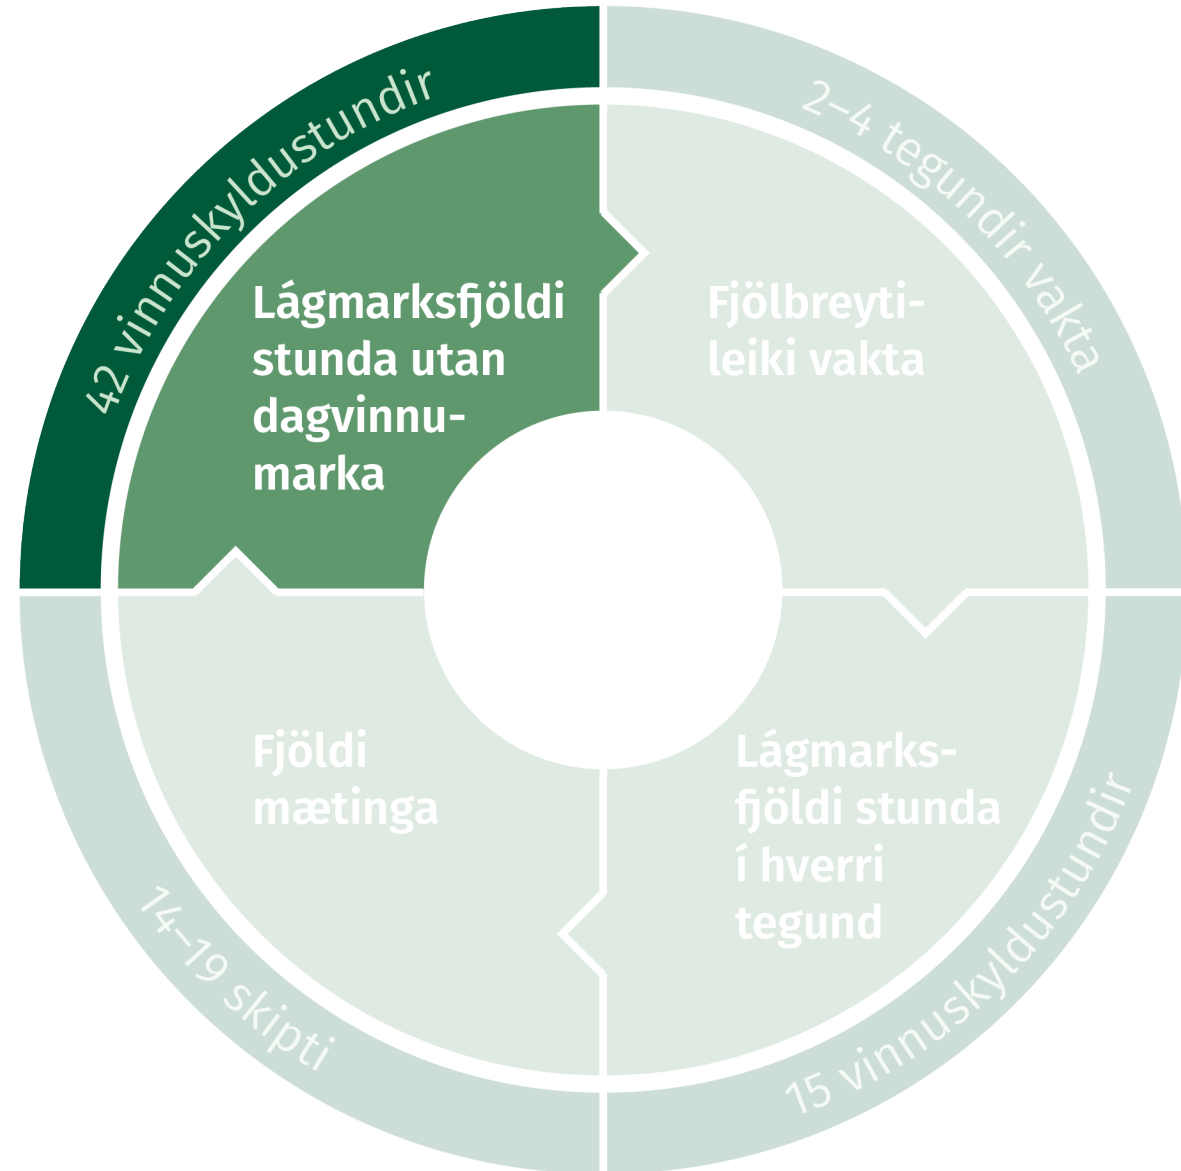 42 vinnuskyldustundir
Lágmarksfjöldi
stunda utan
dagvinnu-
marka
2–4 tegundir vakta
Fjölbreyti-
leiki vakta
15 vinnuskyldustundir
Lágmarks-
fjöldi stunda
í hverri
tegund
14–19 skipti
Fjöldi
mætinga